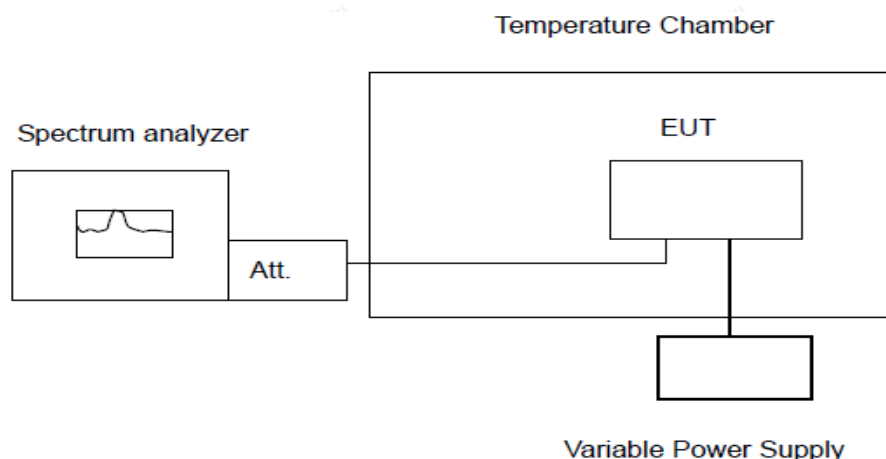 Temperature Chamber
Spectrum analyzer
EUT
Att.
Variable Power Supply